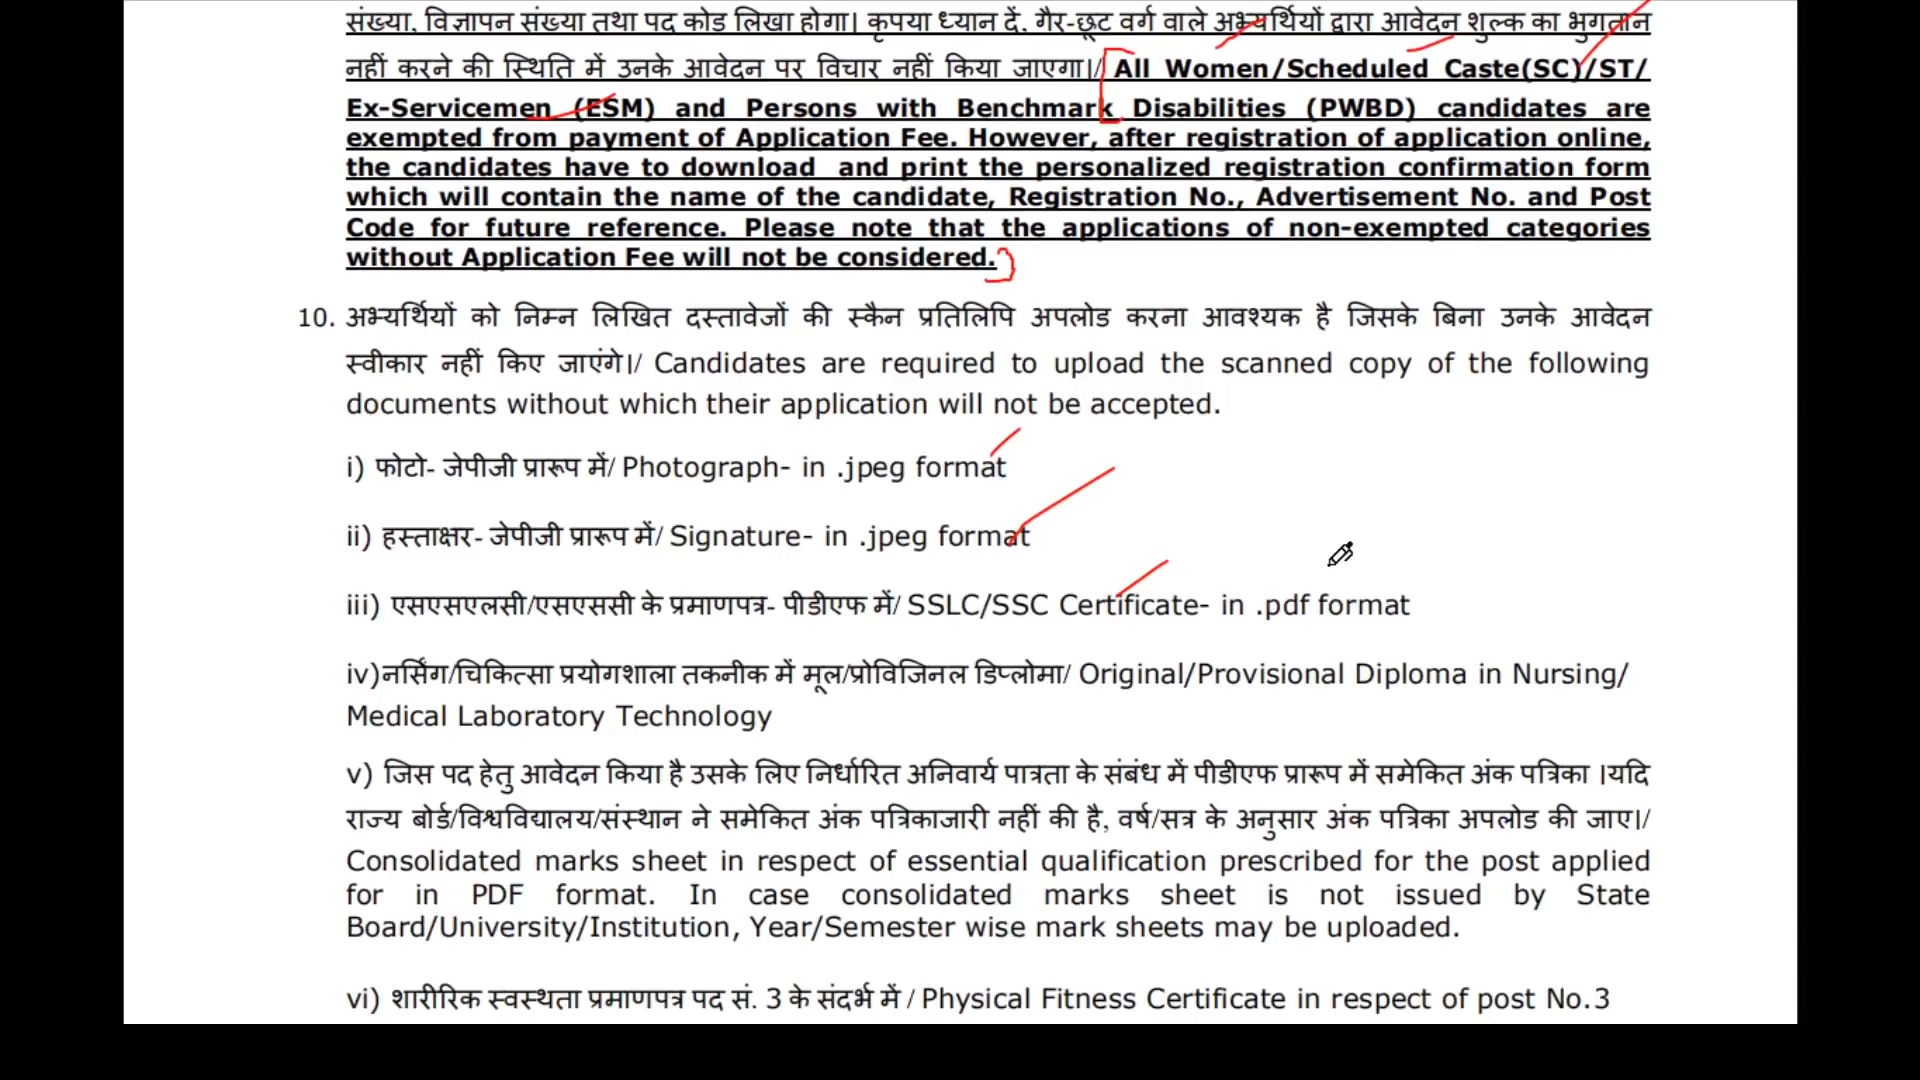 संख्या, विज्ञापन संख्या तथा पद कोड लिखा होगा। कृपया ध्यान दें, गैर-छूट वर्ग वाले अभ्यर्थियों द्वारा आवेदन शुल्क का भुगतान
नहीं करने की स्थिति में उनके आवेदन पर विचार नहीं किया जाएगा।/ All Women/Scheduled Caste(SC)/ST/
Ex-Servicemen (ESM) and Persons with Benchmark Disabilities (PWBD) candidates are
exempted from payment of Application Fee. However, after registration of application online,
the candidates have to download and print the personalized registration confirmation form
which will contain the name of the candidate, Registration No., Advertisement No. and Post
Code for future reference. Please note that the applications of non-exempted categories
without Application Fee will not be considered.
10. अभ्यर्थियों को निम्न लिखित दस्तावेजों की स्कैन प्रतिलिपि अपलोड करना आवश्यक है जिसके बिना उनके आवेदन
स्वीकार नहीं किए जाएंगे।/ Candidates are required to upload the scanned copy of the following
documents without which their application will not be accepted.
i) फोटो- जेपीजी प्रारूप में/ Photograph- in .jpeg format
ii) हस्ताक्षर- जेपीजी प्रारूप में/ Signature- in .jpeg format
iii) एसएसएलसी/एसएससी के प्रमाणपत्र- पीडीएफ में/ SSLC/SSC Certificate- in .pdf format
iv)नर्सिंग/चिकित्सा प्रयोगशाला तकनीक में मूल/प्रोविजिनल डिप्लोमा/ Original/Provisional Diploma in Nursing/
Medical Laboratory Technology
v) जिस पद हेतु आवेदन किया है उसके लिए निर्धारित अनिवार्य पात्रता के संबंध में पीडीएफ प्रारूप में समेकित अंक पत्रिका ।यदि
राज्य बोर्ड/विश्वविद्यालय/संस्थान ने समेकित अंक पत्रिकाजारी नहीं की है, वर्ष/सत्र के अनुसार अंक पत्रिका अपलोड की जाए।/
Consolidated marks sheet in respect of essential qualification prescribed for the post applied
for in PDF format. In case consolidated marks sheet is not issued by State
Board/University/Institution, Year/Semester wise mark sheets may be uploaded.
vi) शारीरिक स्वस्थता प्रमाणपत्र पद सं. 3 के संदर्भ में / Physical Fitness Certificate in respect of post No.3